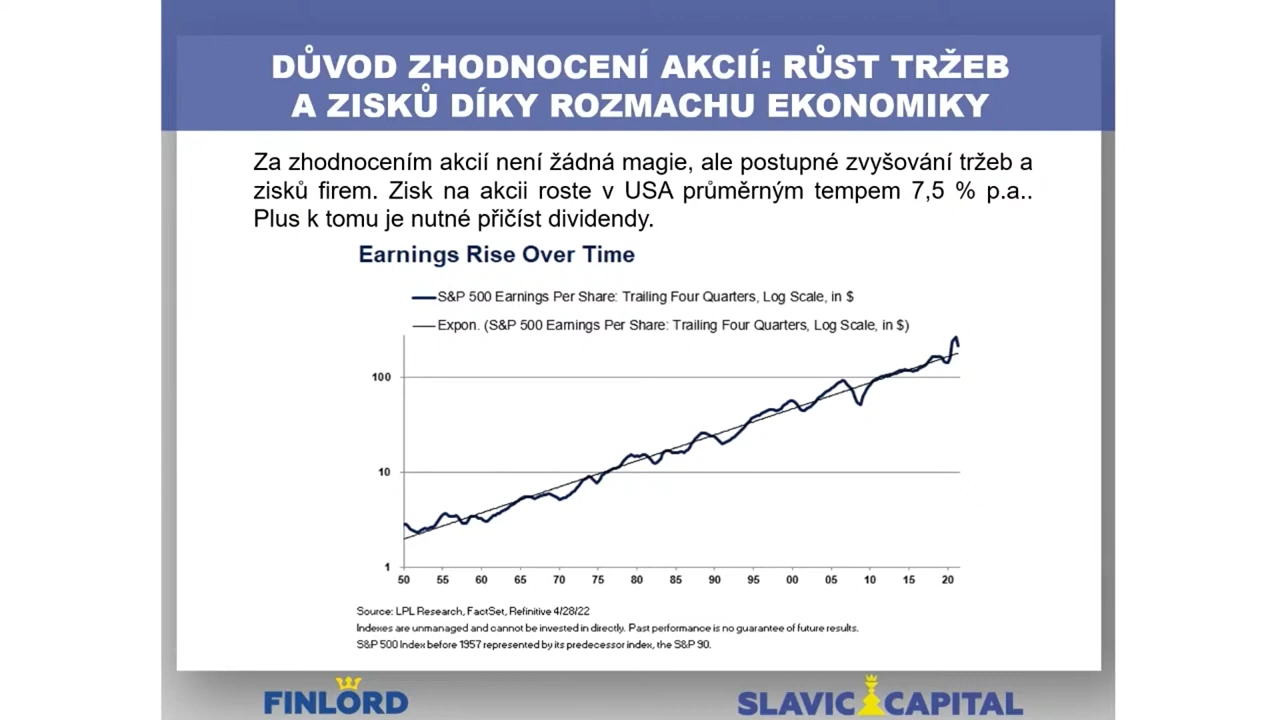 DŮVOD ZHODNOCENÍ AKCIÍ: RŮST TRŽEB
A ZISKŮ DÍKY ROZMACHU EKONOMIKY
Za zhodnocením akcií není žádná magie, ale postupné zvyšování tržeb a
zisků firem. Zisk na akcii roste v USA průměrným tempem 7,5 % p.a..
Plus k tomu je nutné přičíst dividendy.
Earnings Rise Over Time
S&P 500 Earnings Per Share: Trailing Four Quarters, Log Scale, in $
Expon. (S&P 500 Earnings Per Share: Trailing Four Quarters, Log Scale, in $)
100
10
1
50 55 60 65 70 75 80 85 90 95 00 05 10 15 20
Source: LPL Research, FactSet, Refinitive 4/28/22
Indexes are unmanaged and cannot be invested in directly. Past performance is no guarantee of future results.
S&P 500 Index before 1957 represented by its predecessor index, the S&P 90.
FINLORD
SLAVIC CAPITAL